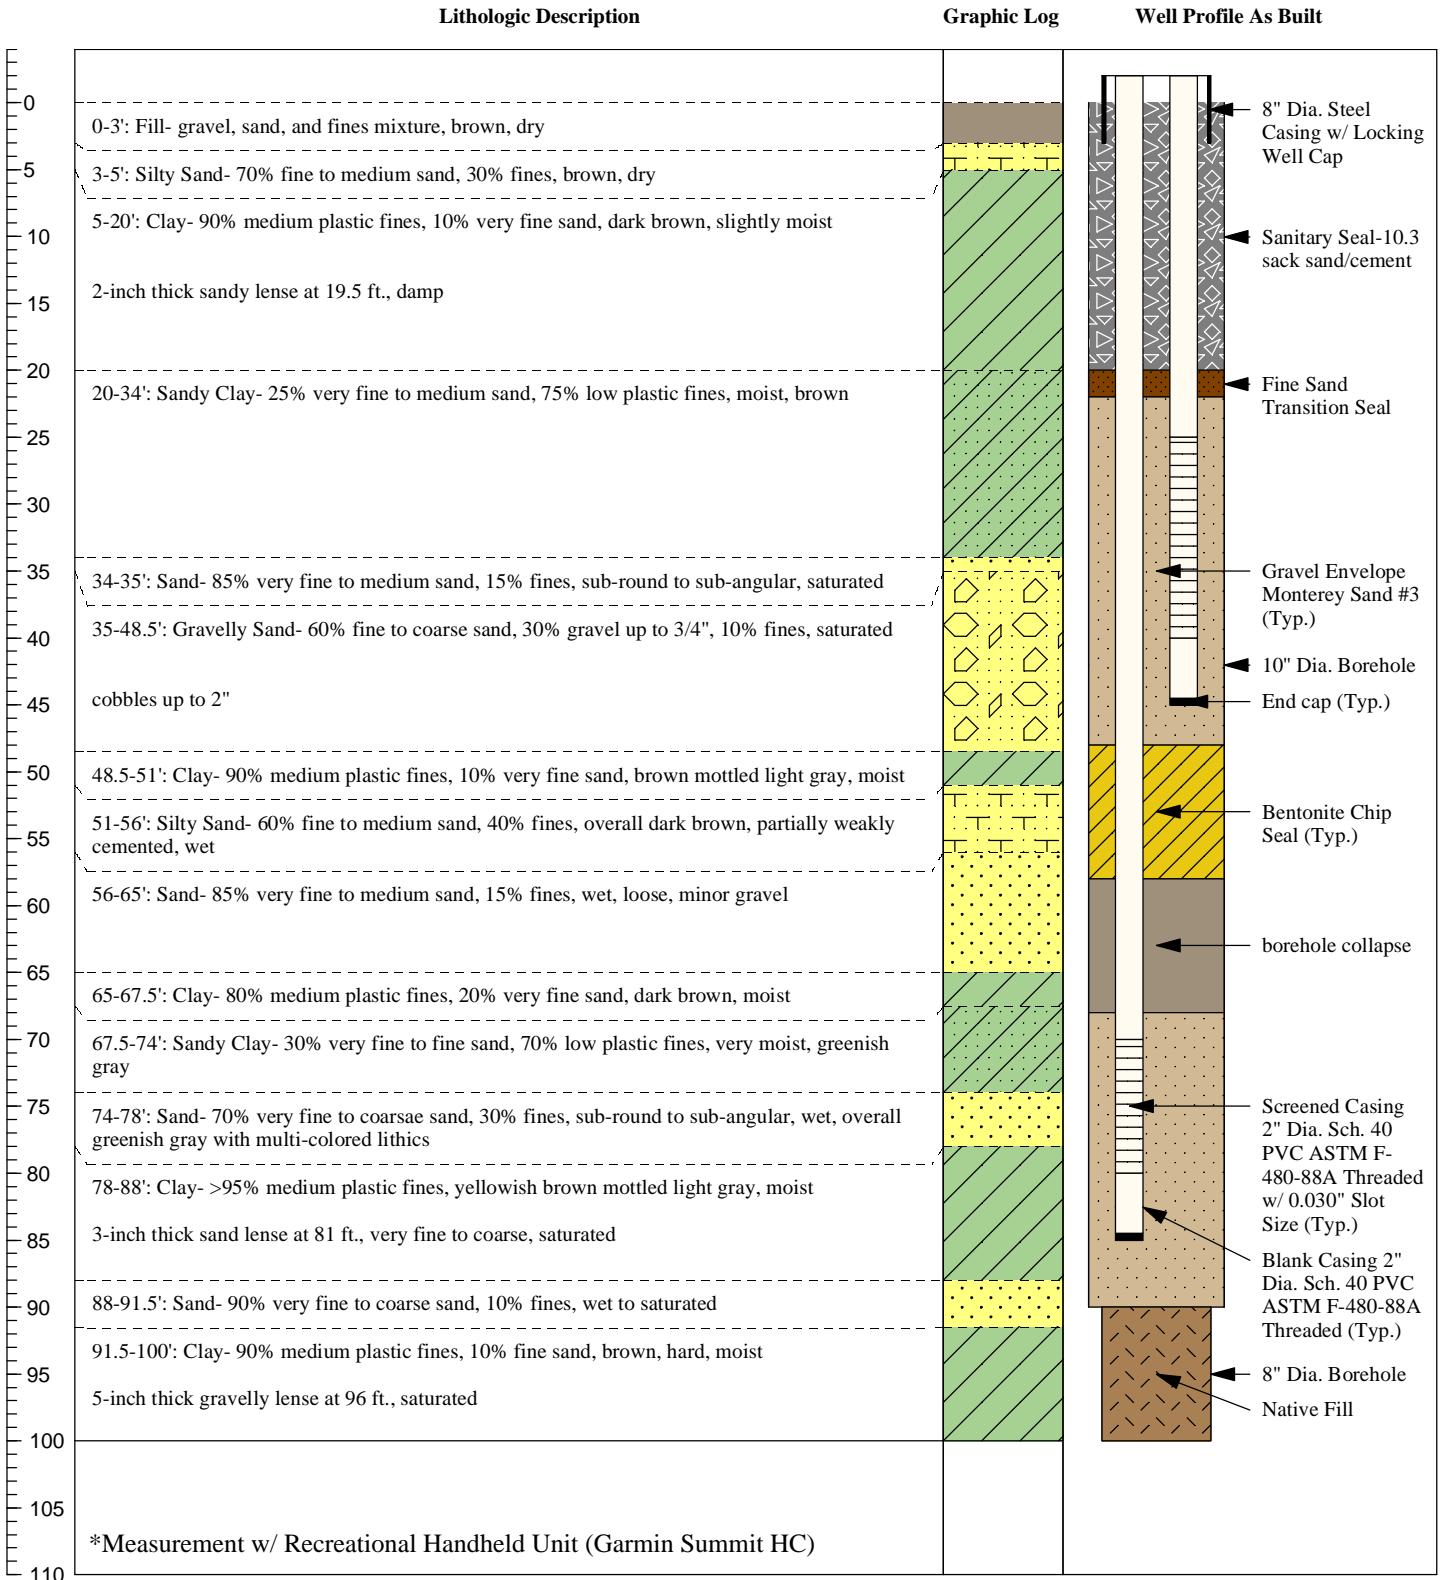 Lithologic Description
Graphic Log
Well Profile As Built
0
5
10
15
20
25
30
35
40
45
50
55
60
65
70
75
80
85
90
95
100
105
110
0-3': Fill- gravel, sand, and fines mixture, brown, dry
3-5': Silty Sand- 70% fine to medium sand, 30% fines, brown, dry
5-20': Clay- 90% medium plastic fines, 10% very fine sand, dark brown, slightly moist
2-inch thick sandy lense at 19.5 ft., damp
20-34': Sandy Clay- 25% very fine to medium sand, 75% low plastic fines, moist, brown
34-35': Sand- 85% very fine to medium sand, 15% fines, sub-round to sub-angular, saturated
35-48.5': Gravelly Sand- 60% fine to coarse sand, 30% gravel up to 3/4", 10% fines, saturated
cobbles up to 2"
48.5-51': Clay- 90% medium plastic fines, 10% very fine sand, brown mottled light gray, moist
51-56': Silty Sand- 60% fine to medium sand, 40% fines, overall dark brown, partially weakly
cemented, wet
56-65': Sand- 85% very fine to medium sand, 15% fines, wet, loose, minor gravel
65-67.5': Clay- 80% medium plastic fines, 20% very fine sand, dark brown, moist
67.5-74': Sandy Clay- 30% very fine to fine sand, 70% low plastic fines, very moist, greenish
gray
74-78': Sand- 70% very fine to coarsae sand, 30% fines, sub-round to sub-angular, wet, overall
greenish gray with multi-colored lithics
78-88': Clay- >95% medium plastic fines, yellowish brown mottled light gray, moist
3-inch thick sand lense at 81 ft., very fine to coarse, saturated
88-91.5': Sand- 90% very fine to coarse sand, 10% fines, wet to saturated
91.5-100': Clay- 90% medium plastic fines, 10% fine sand, brown, hard, moist
5-inch thick gravelly lense at 96 ft., saturated
*Measurement w/ Recreational Handheld Unit (Garmin Summit HC)
8" Dia. Steel
Casing w/ Locking
Well Cap
Sanitary Seal-10.3
sack sand/cement
Fine Sand
Transition Seal
Gravel Envelope
Monterey Sand #3
(Typ.)
10" Dia. Borehole
End cap (Typ.)
Bentonite Chip
Seal (Typ.)
borehole collapse
Screened Casing
2" Dia. Sch. 40
PVC ASTM F-
480-88A Threaded
w/ 0.030" Slot
Size (Typ.)
Blank Casing 2"
Dia. Sch. 40 PVC
ASTM F-480-88A
Threaded (Typ.)
8" Dia. Borehole
Native Fill